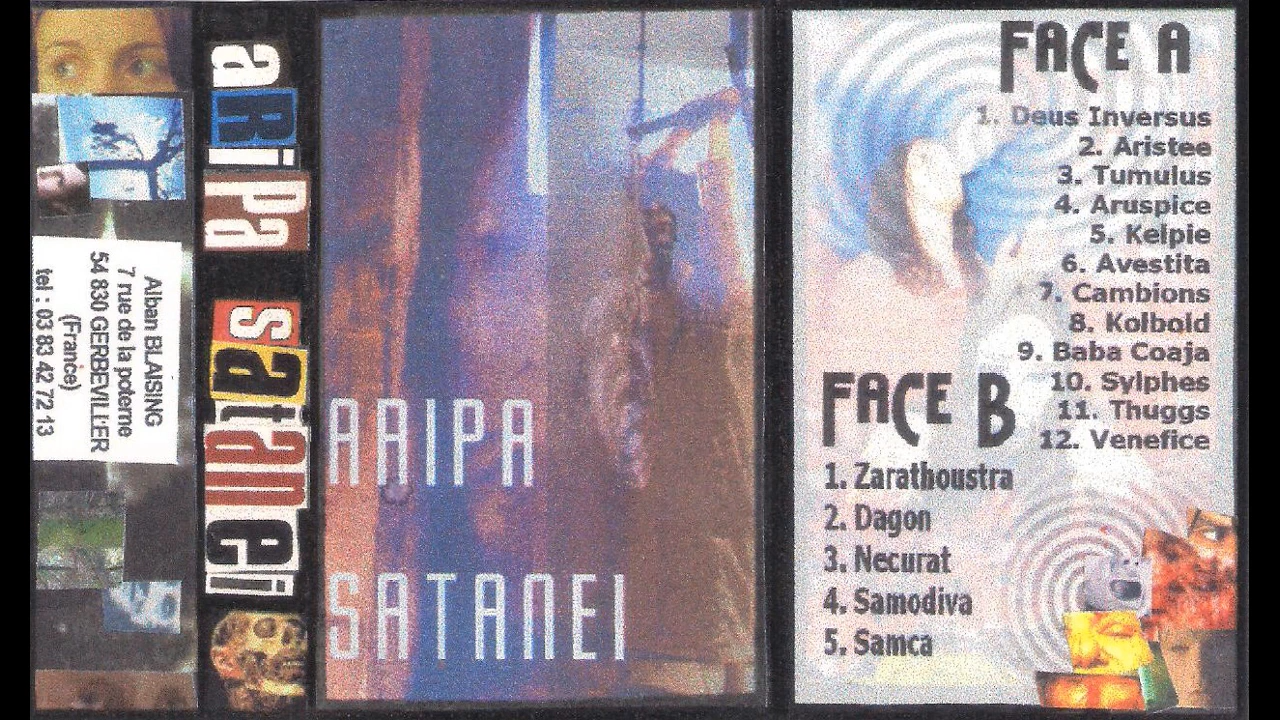 Alban BLAISING
7 rue de la poterne
54 830 GERBEVILLER
(France)
tel : 03 83 42 72 13
aRipa satanei
ARIPA
SATANEI
FACE A
1. Deus Inversus
2. Aristee
3. Tumulus
4. Aruspice
5. Kelpie
6. Avestita
7. Cambions
8. Kolbold
9. Baba Coaja
10. Sylphes
11. Thuggs
12. Venefice
FACE B
1. Zarathoustra
2. Dagon
3. Necurat
4. Samodiva
5. Samca